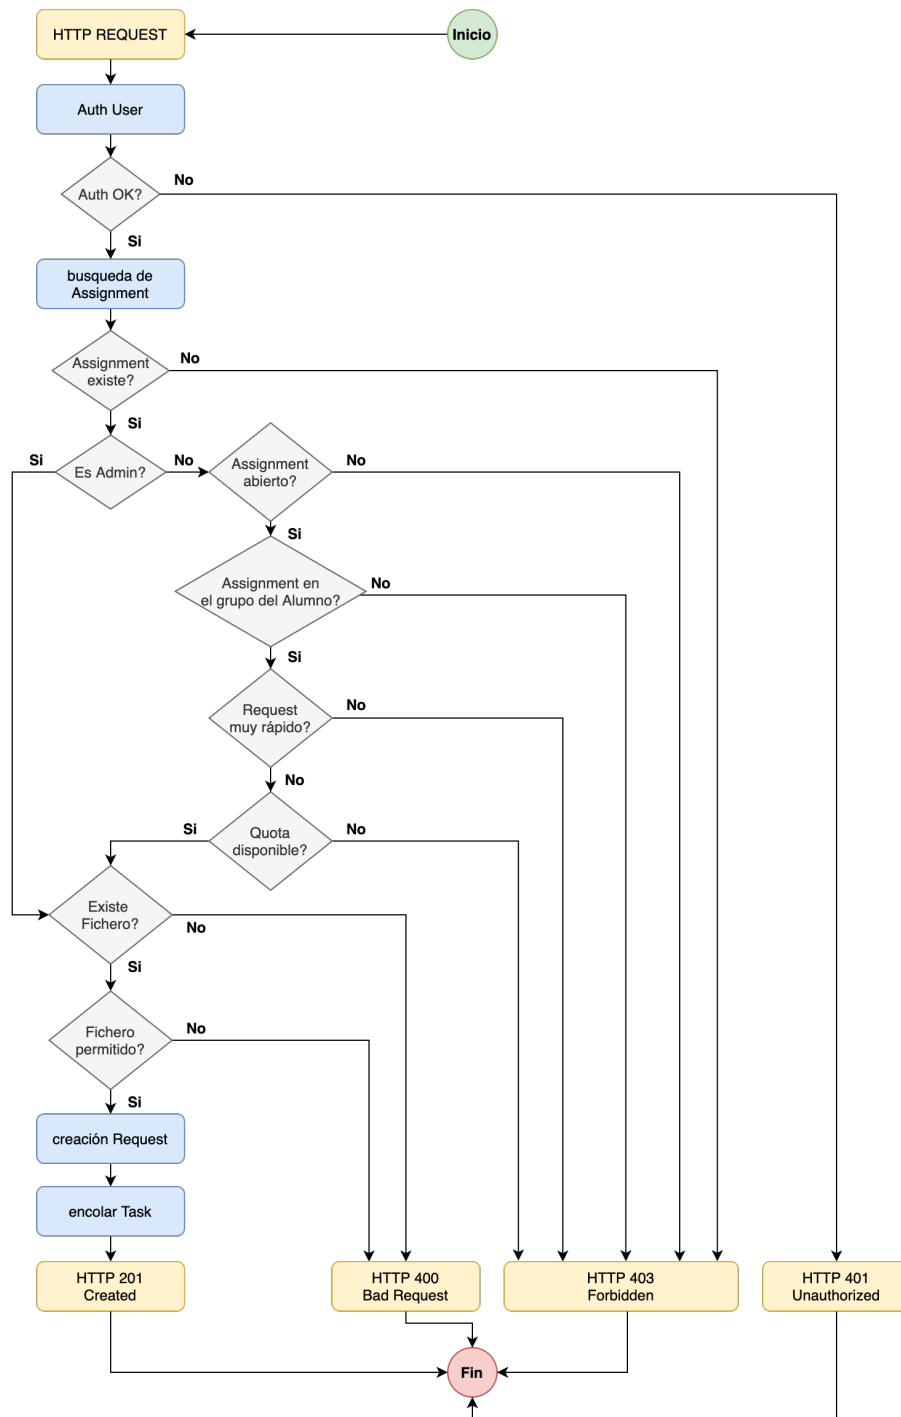 HTTP REQUEST
Inicio
Auth User
Auth OK?
No
Si
busqueda de
Assignment
Assignment
existe?
No
Si
Si
Es Admin?
No
Assignment
abierto?
No
Si
Assignment en
el grupo del Alumno?
No
Si
Request
muy rápido?
No
No
Si
Quota
disponible?
No
Existe
Fichero?
No
Si
Fichero
permitido?
No
Si
creación Request
encolar Task
HTTP 201
Created
HTTP 400
Bad Request
HTTP 403
Forbidden
HTTP 401
Unauthorized
Fin